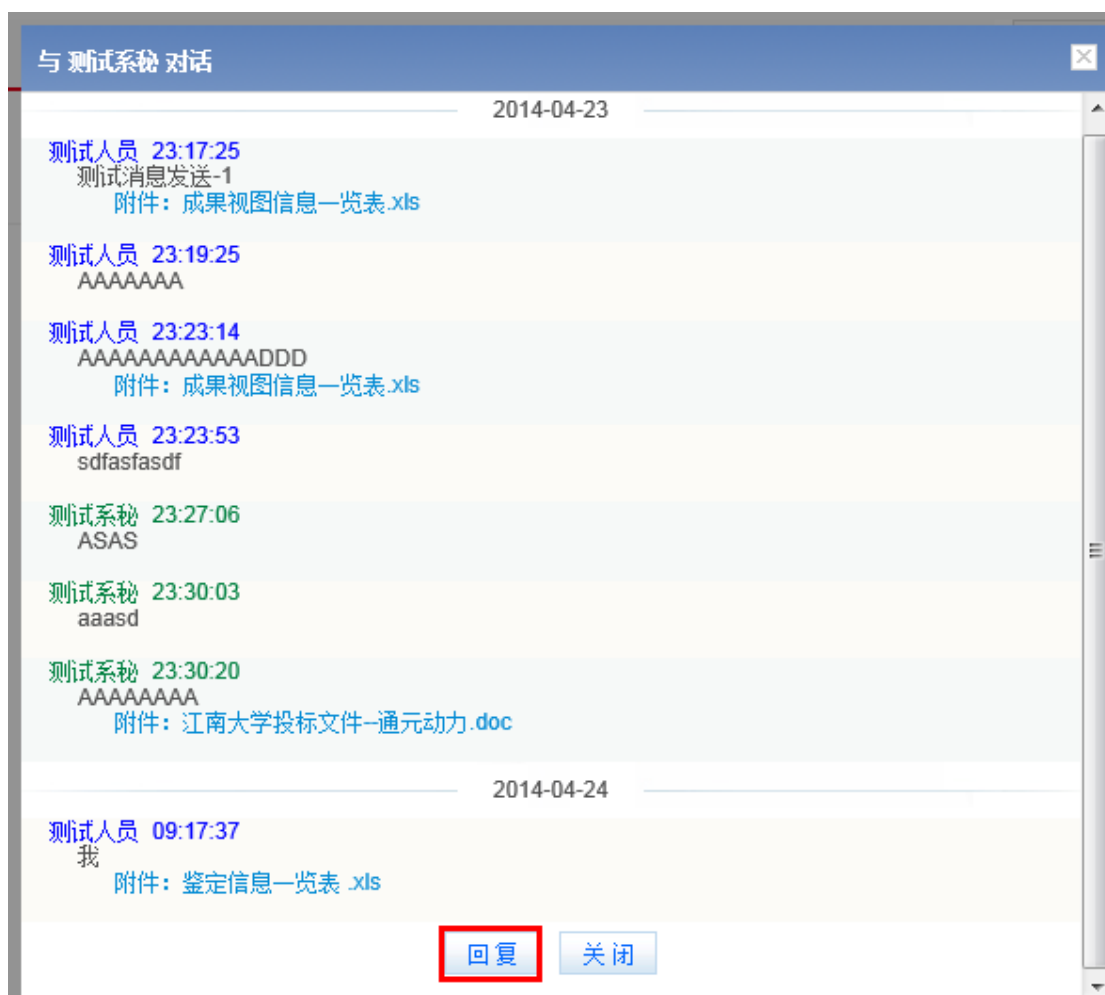 与 测试系秘 对话
2014-04-23
测试人员 23:17:25
测试消息发送-1
附件：成果视图信息一览表.xls
测试人员 23:19:25
AAAAAAA
测试人员 23:23:14
AAAAAAAAAAAADDD
附件：成果视图信息一览表.xls
测试人员 23:23:53
sdfasfasdf
测试系秘 23:27:06
ASAS
测试系秘 23:30:03
aaasd
测试系秘 23:30:20
AAAAAAAA
附件：江南大学投标文件--通元动力.doc
2014-04-24
测试人员 09:17:37
我
附件：鉴定信息一览表 .xls
回复 关闭